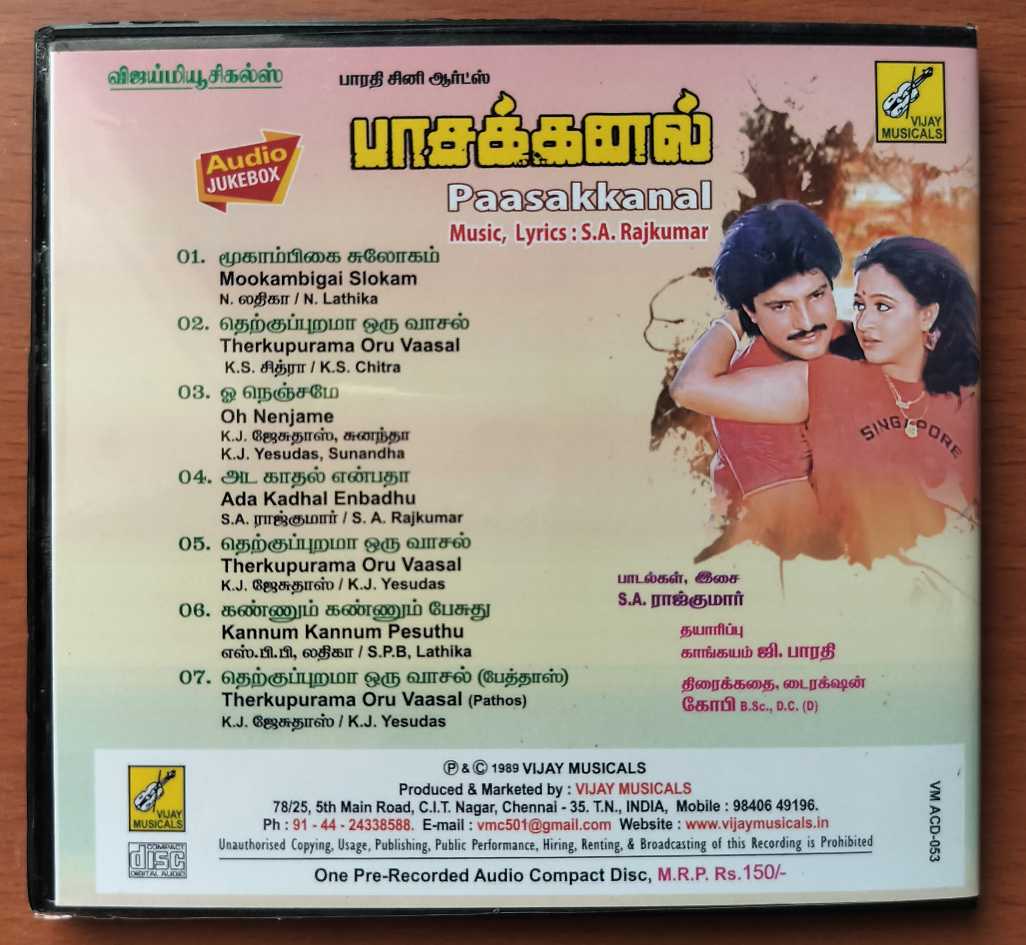 விஜய்மியூசிகல்ஸ்
பாரதி சினி ஆர்ட்ஸ்
VIJAY
MUSICALS
Audio
JUKEBOX
பாசக்கனல்
Paasakkanal
Music, Lyrics : S.A. Rajkumar
01. மூகாம்பிகை சுலோகம்
Mookambigai Slokam
N. லதிகா / N. Lathika
02. தெற்குப்புறமா ஒரு வாசல்
Therkupurama Oru Vaasal
K.S. சித்ரா / K.S. Chitra
03. ஓ நெஞ்சமே
Oh Nenjame
K.J. ஜேசுதாஸ், சுனந்தா
K.J. Yesudas, Sunandha
04. அட காதல் என்பதா
Ada Kadhal Enbadhu
S.A. ராஜ்குமார் / S. A. Rajkumar
05. தெற்குப்புறமா ஒரு வாசல்
Therkupurama Oru Vaasal
K.J. ஜேசுதாஸ் / K.J. Yesudas
06. கண்ணும் கண்ணும் பேசுது
Kannum Kannum Pesuthu
எஸ்.பி.பி, லதிகா / S.P.B, Lathika
07. தெற்குப்புறமா ஒரு வாசல் (பேத்தாஸ்)
Therkupurama Oru Vaasal (Pathos)
K.J. ஜேசுதாஸ் / K.J. Yesudas
SINGAPORE
பாடல்கள், இசை
S.A. ராஜ்குமார்
தயாரிப்பு
காங்கயம் ஜி. பாரதி
திரைக்கதை, டைரக்ஷன்
கோபி B.Sc., D.C. (D)
VIJAY
MUSICALS
COMPACT
disc
DIGITAL AUDIO
Ⓟ & © 1989 VIJAY MUSICALS
Produced & Marketed by : VIJAY MUSICALS
78/25, 5th Main Road, C.I.T. Nagar, Chennai - 35. T.N., INDIA, Mobile : 98406 49196.
Ph : 91 - 44 - 24338588. E-mail : vmc501@gmail.com Website : www.vijaymusicals.in
Unauthorised Copying, Usage, Publishing, Public Performance, Hiring, Renting, & Broadcasting of this Recording is Prohibited
One Pre-Recorded Audio Compact Disc, M.R.P. Rs.150/-
VM ACD-053